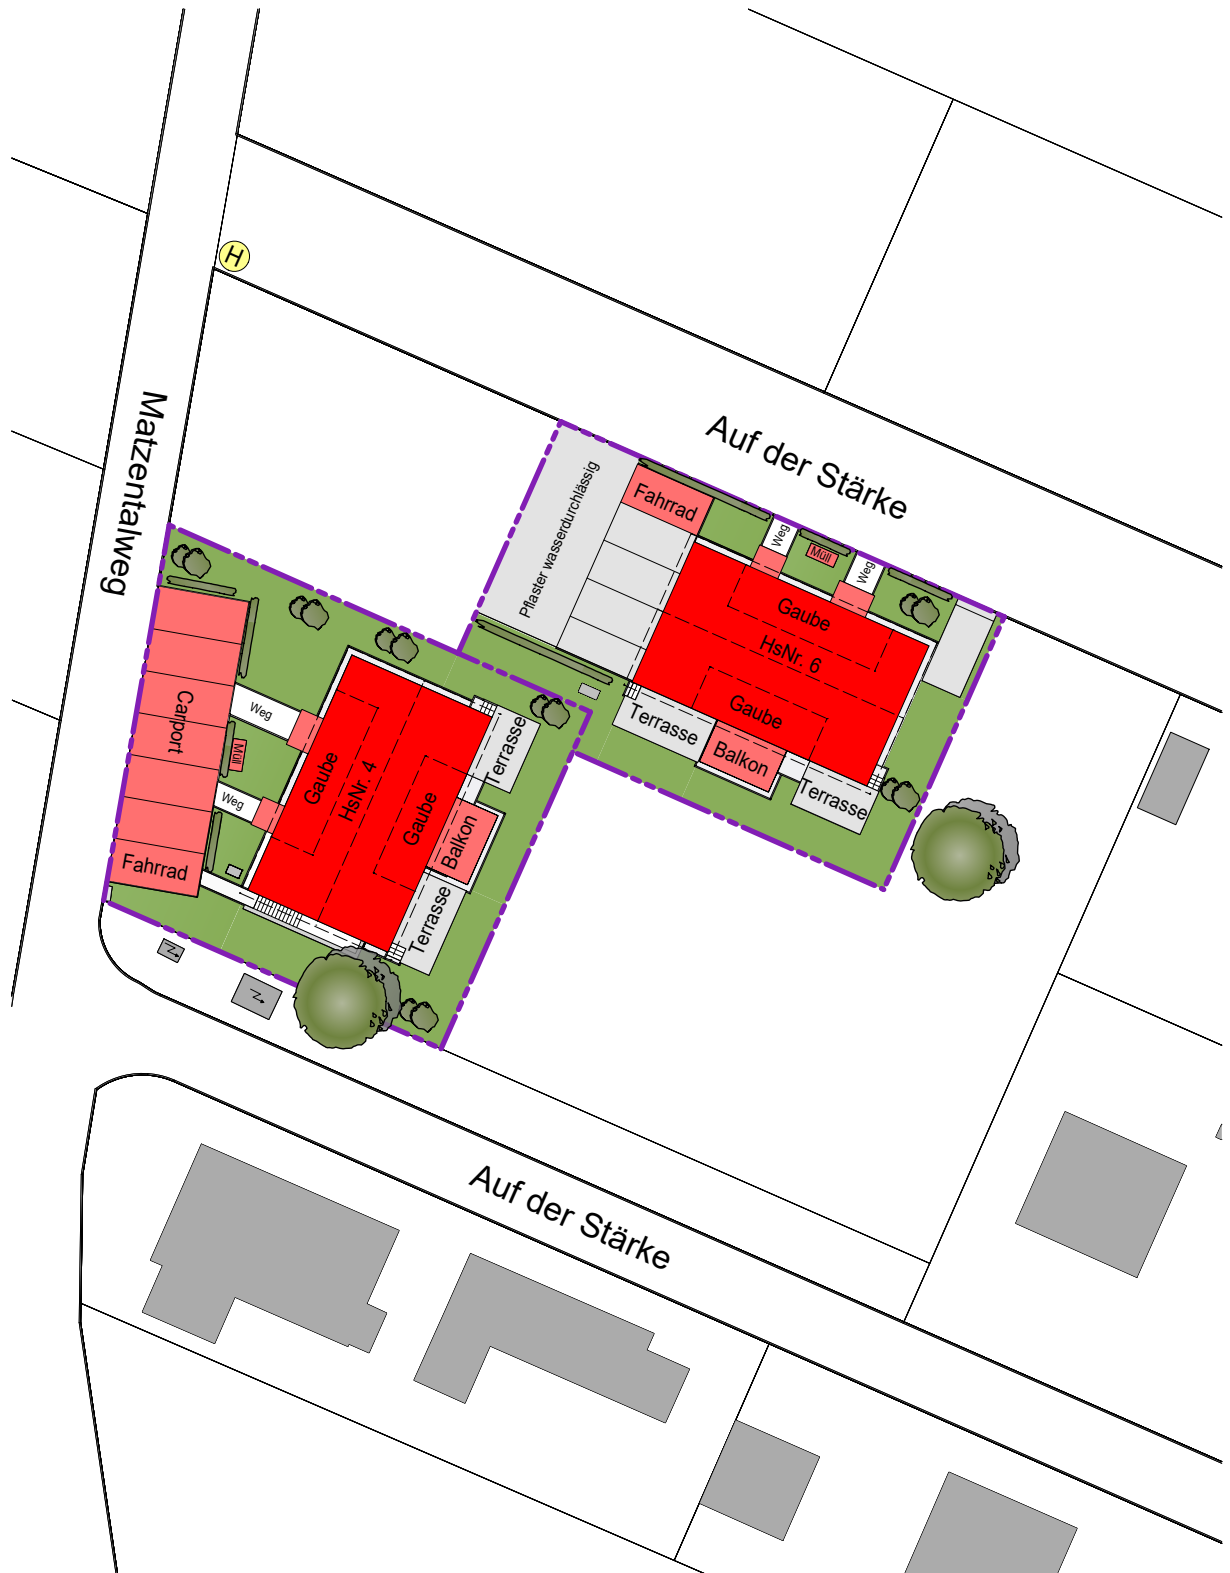 H
Matzentalweg
Auf der Stärke
Pflaster wasserdurchlässig
Fahrrad
Weg
Müll
Weg
Gaube
HsNr. 6
Gaube
Terrasse
Balkon
Terrasse
Carport
Weg
Müll
Weg
Fahrrad
Gaube
HsNr. 4
Gaube
Terrasse
Balkon
Terrasse
Auf der Stärke